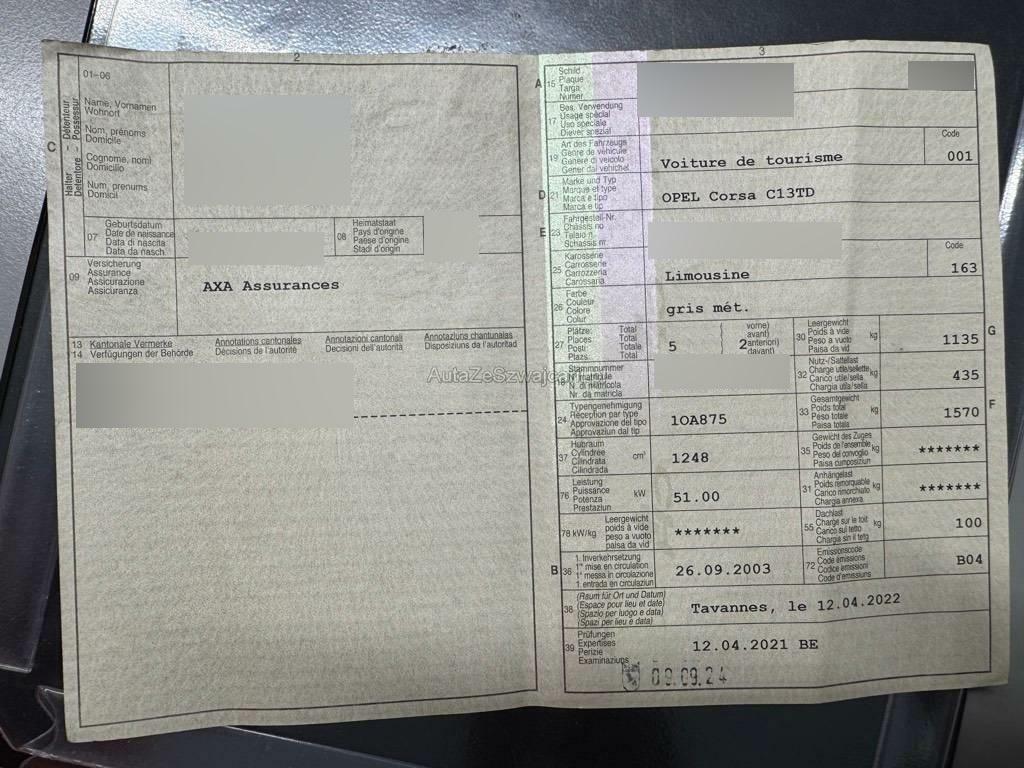 2
01-06
Halter - Détenteur
Detentore - Possessur
C
Name, Vornamen
Wohnort
Nom, prénoms
Domicile
Cognome, nomi
Domicilio
Num, prenums
Domicil
07
Geburtsdatum
Date de naissance
Data di nascita
Data da nasch.
08
Heimatstaat
Pays d'origine
Paese d'origine
Stadi d'origin
09
Versicherung
Assurance
Assicurazione
Assicuranza
AXA Assurances
13 Kantonale Vermerke
14 Verfügungen der Behörde
Annotations cantonales
Décisions de l'autorité
Annotazioni cantonali
Decisioni dell'autorità
Annotaziuns chantunalas
Disposiziuns da l'autoritad
AutaZeSzwajcarii
3
A 15
Schild
Plaque
Targa
Numer
17
Bes. Verwendung
Usage spécial
Uso speciale
Diever spezial
19
Art des Fahrzeugs
Genre de véhicule
Genere di veicolo
Gener dal vehichel
Voiture de tourisme
Code
001
D 21
Marke und Typ
Marque et type
Marca e tipo
Marca e tip
OPEL Corsa C13TD
E 23
Fahrgestell-Nr.
Châssis no
Telaio n.
Schassis nr.
25
Karosserie
Carrosserie
Carrozzeria
Carossaria
Limousine
Code
163
26
Farbe
Couleur
Colore
Colur
gris mét.
27
Plätze: Total
Places: Total
Posti: Totale
Plazs: Total
5
2
vorne)
avant)
anteriori)
davant)
30
Leergewicht
Poids à vide
Peso a vuoto
Paisa da vid
kg
1135
G
18
Stammnummer
N° matricule
N. di matricola
Nr. da matricla
32
Nutz-/Sattellast
Charge utile/sellette
Carico utile/sella
Chargia utila/sella
kg
435
24
Typengenehmigung
Réception par type
Approvazione del tipo
Approvaziun dal tip
1OA875
33
Gesamtgewicht
Poids total
Peso totale
Paisa totala
kg
1570
F
37
Hubraum
Cylindrée
Cilindrata
Cilindrada
cm³
1248
35
Gewicht des Zuges
Poids de l'ensemble
Peso del convoglio
Paisa cumposiziun
kg
*******
76
Leistung
Puissance
Potenza
Prestaziun
kW
51.00
31
Anhängelast
Poids remorquable
Carico rimorchiato
Chargia annexa
kg
*******
78 kW/kg
Leergewicht
poids à vide
peso a vuoto
paisa da vid
*******
55
Dachlast
Charge sur le toit
Carico sul tetto
Chargia sin il tetg
kg
100
B 36
1. Inverkehrsetzung
1re mise en circulation
1a messa in circolazione
1. entrada en circulaziun
26.09.2003
72
Emissionscode
Code émissions
Codice emissioni
Code d'emissiuns
B04
38
(Raum für Ort und Datum)
(Espace pour lieu et date)
(Spazio per luogo e data)
(Spazi per lieu e data)
Tavannes, le 12.04.2022
39
Prüfungen
Expertises
Perizie
Examinaziuns
12.04.2021 BE
09.09.24